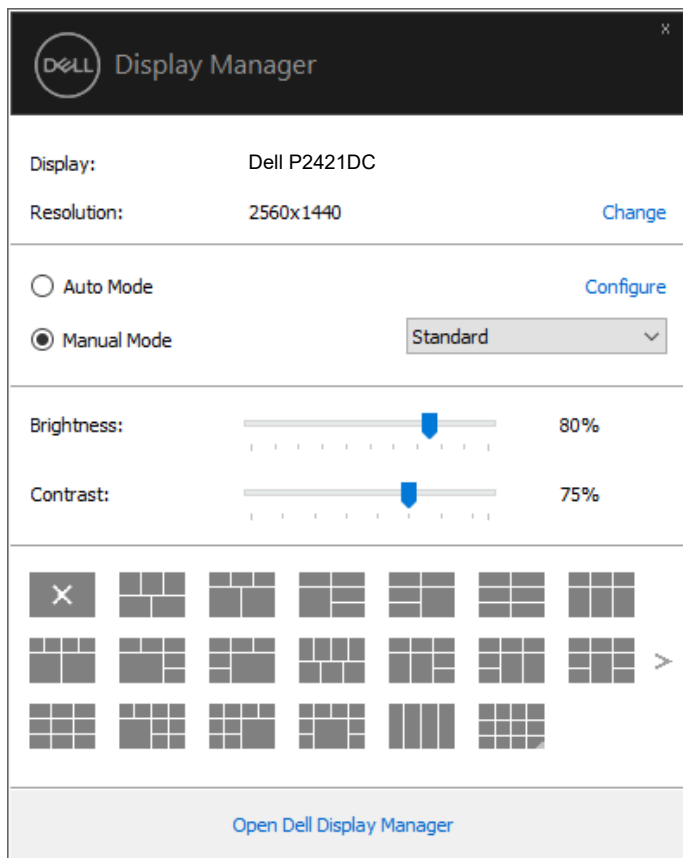 x
DELL Display Manager
Display: Dell P2421DC
Resolution: 2560x1440 Change
Auto Mode Configure
Manual Mode Standard
Brightness: 80%
Contrast: 75%
Open Dell Display Manager